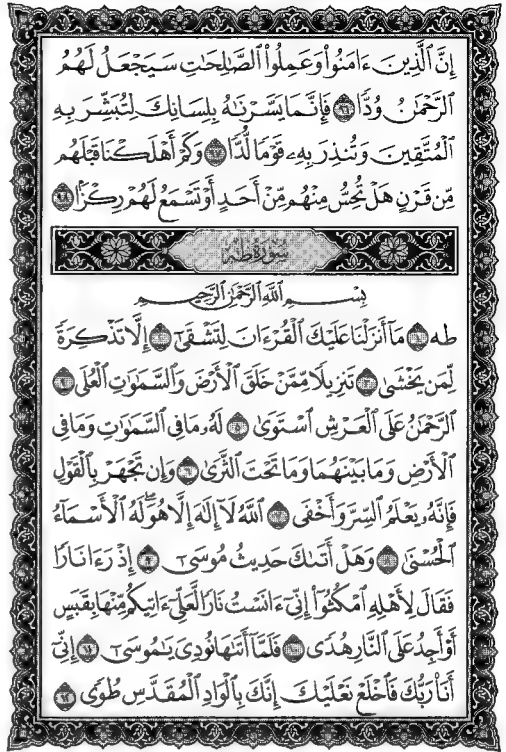 إِنَّ ٱلَّذِينَ ءَامَنُوا۟ وَعَمِلُوا۟ ٱلصَّٰلِحَٰتِ سَيَجْعَلُ لَهُمُ
ٱلرَّحْمَٰنُ وُدًّا ٩٦ فَإِنَّمَا يَسَّرْنَٰهُ بِلِسَانِكَ لِتُبَشِّرَ بِهِ
ٱلْمُتَّقِينَ وَتُنذِرَ بِهِۦ قَوْمًا لُّدًّا ٩٧ وَكَمْ أَهْلَكْنَا قَبْلَهُم
مِّن قَرْنٍ هَلْ تُحِسُّ مِنْهُم مِّنْ أَحَدٍ أَوْ تَسْمَعُ لَهُمْ رِكْزًۢا ٩٨
سُورَةُ طه
بِسْمِ ٱللَّهِ ٱلرَّحْمَٰنِ ٱلرَّحِيمِ
طه ١ مَآ أَنزَلْنَا عَلَيْكَ ٱلْقُرْءَانَ لِتَشْقَىٰٓ ٢ إِلَّا تَذْكِرَةً
لِّمَن يَخْشَىٰ ٣ تَنزِيلًا مِّمَّنْ خَلَقَ ٱلْأَرْضَ وَٱلسَّمَٰوَٰتِ ٱلْعُلَى ٤
ٱلرَّحْمَٰنُ عَلَى ٱلْعَرْشِ ٱسْتَوَىٰ ٥ لَهُۥ مَا فِى ٱلسَّمَٰوَٰتِ وَمَا فِى
ٱلْأَرْضِ وَمَا بَيْنَهُمَا وَمَا تَحْتَ ٱلثَّرَىٰ ٦ وَإِن تَجْهَرْ بِٱلْقَوْلِ
فَإِنَّهُۥ يَعْلَمُ ٱلسِّرَّ وَأَخْفَى ٧ ٱللَّهُ لَآ إِلَٰهَ إِلَّا هُوَ ۖ لَهُ ٱلْأَسْمَآءُ
ٱلْحُسْنَىٰ ٨ وَهَلْ أَتَىٰكَ حَدِيثُ مُوسَىٰٓ ٩ إِذْ رَءَا نَارًا
فَقَالَ لِأَهْلِهِ ٱمْكُثُوٓا۟ إِنِّىٓ ءَانَسْتُ نَارًا لَّعَلِّىٓ ءَاتِيكُم مِّنْهَا بِقَبَسٍ
أَوْ أَجِدُ عَلَى ٱلنَّارِ هُدًى ١٠ فَلَمَّآ أَتَىٰهَا نُودِىَ يَٰمُوسَىٰٓ ١١ إِنِّىٓ
أَنَا۠ رَبُّكَ فَٱخْلَعْ نَعْلَيْكَ ۖ إِنَّكَ بِٱلْوَادِ ٱلْمُقَدَّسِ طُوًى ١٢